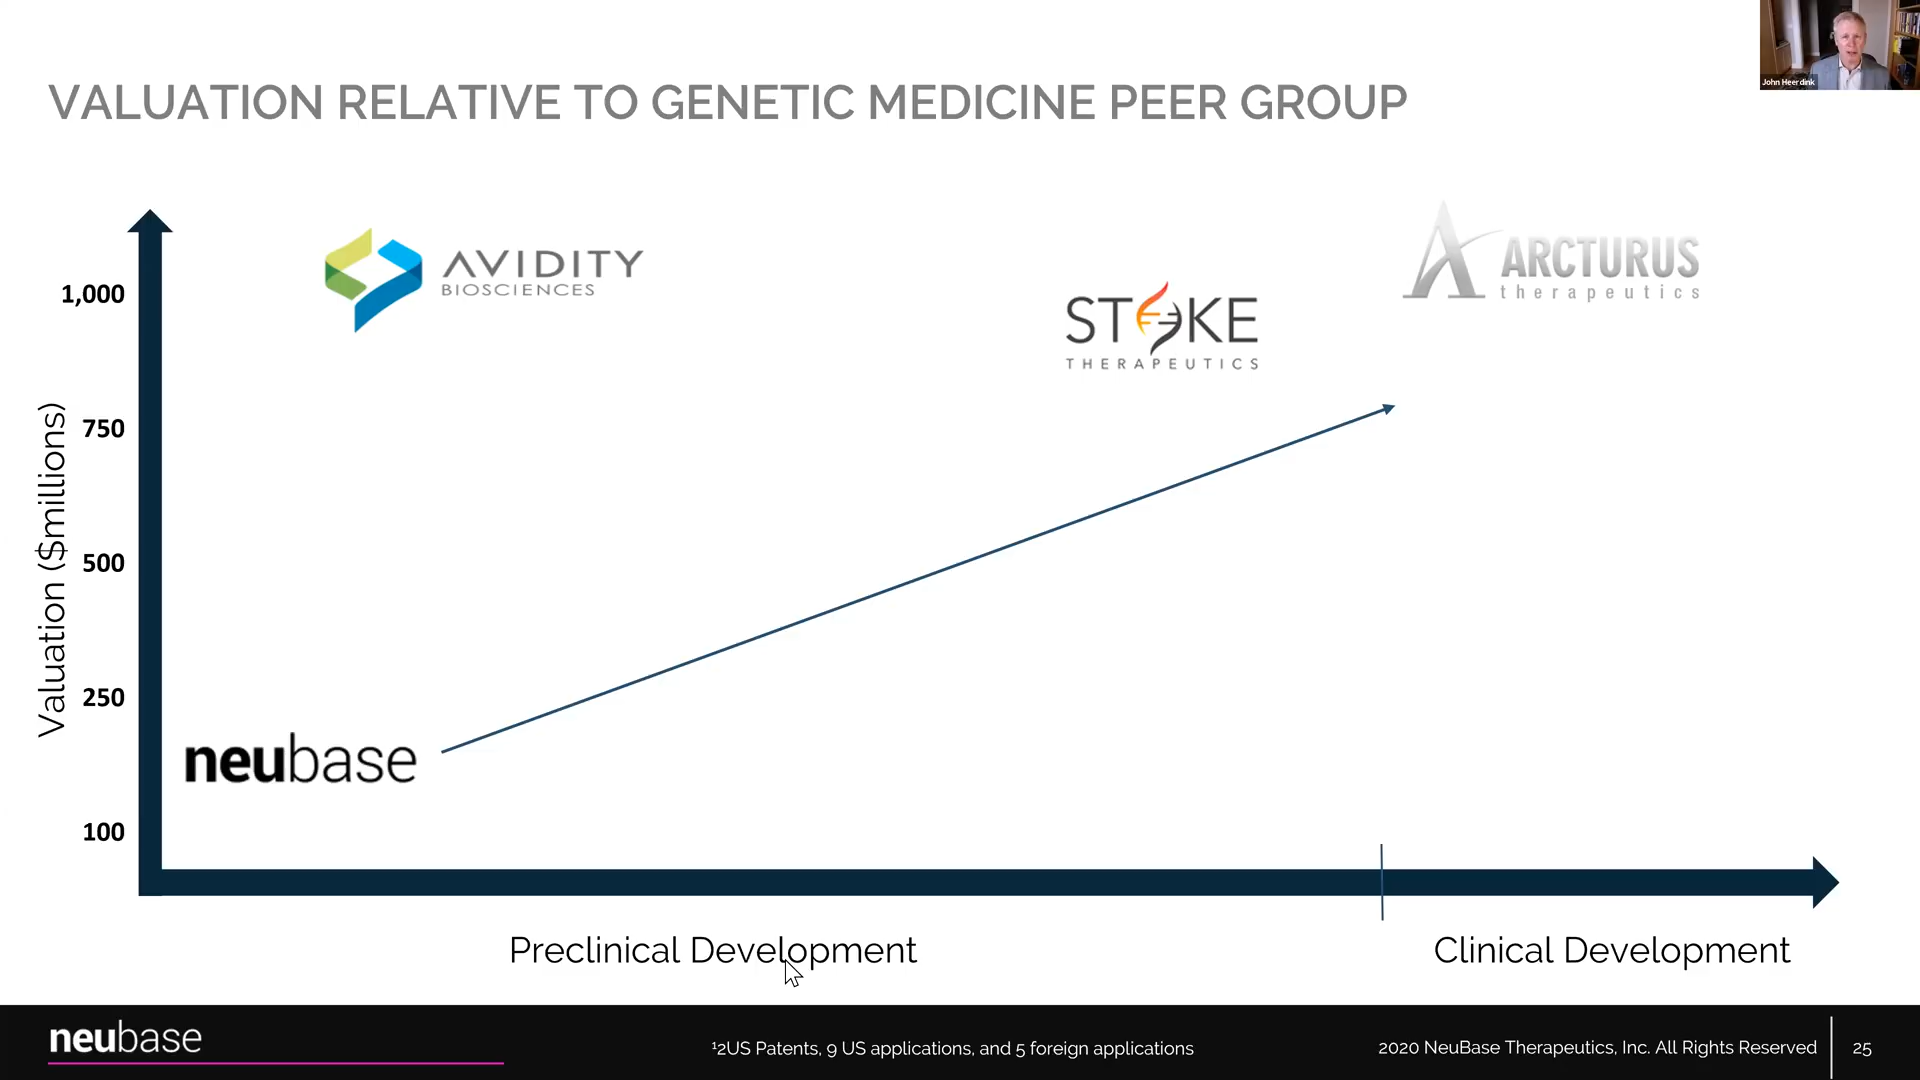 John Heerdink
VALUATION RELATIVE TO GENETIC MEDICINE PEER GROUP
AVIDITY
BIOSCIENCES
STOKE
THERAPEUTICS
ARCTURUS
therapeutics
Valuation ($millions)
1,000
750
500
250
100
neubase
Preclinical Development
Clinical Development
neubase
¹2US Patents, 9 US applications, and 5 foreign applications
2020 NeuBase Therapeutics, Inc. All Rights Reserved
25